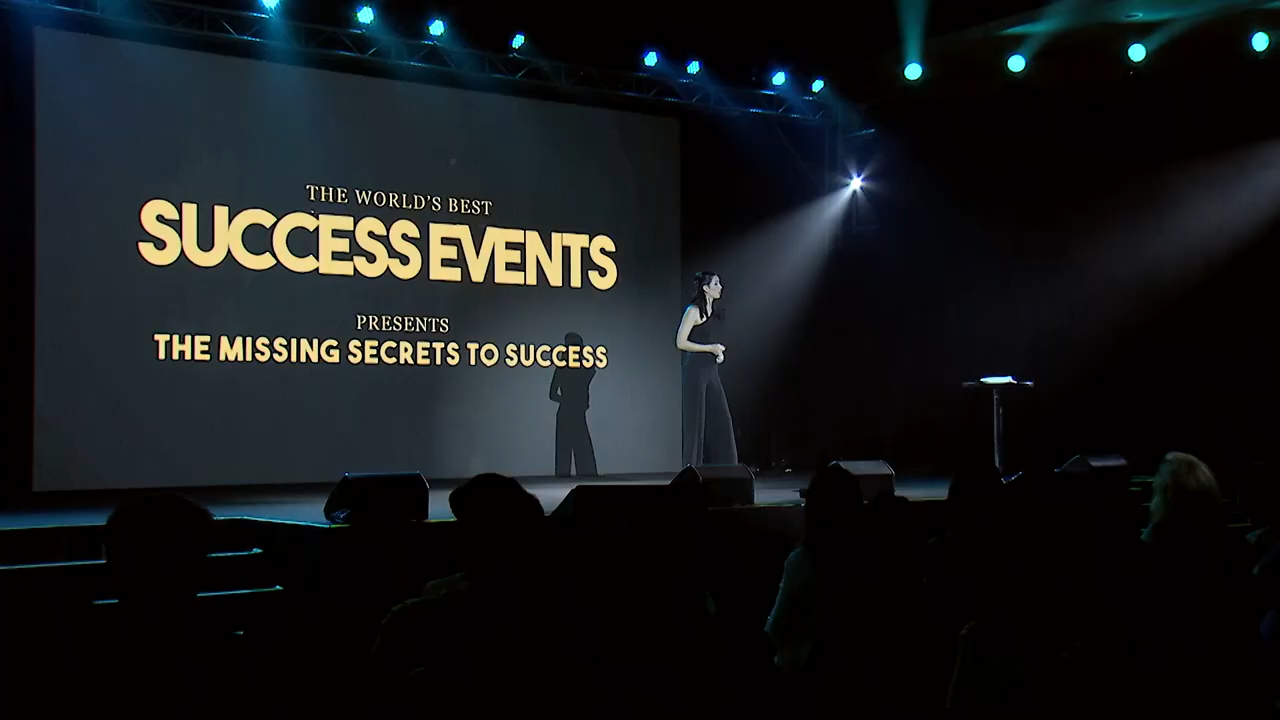 THE WORLD'S BEST
SUCCESS EVENTS
PRESENTS
THE MISSING SECRETS TO SUCCESS